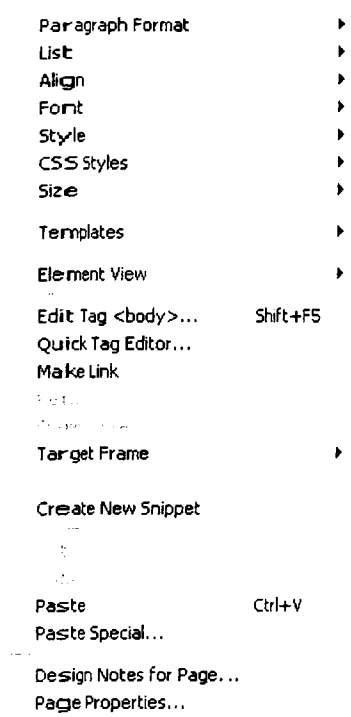 Paragraph Format
List
Align
Font
Style
CSS Styles
Size
Templates
Element View
Edit Tag <body>... Shift+F5
Quick Tag Editor...
Make Link
Target Frame
Create New Snippet
Paste Ctrl+V
Paste Special...
Design Notes for Page...
Page Properties...